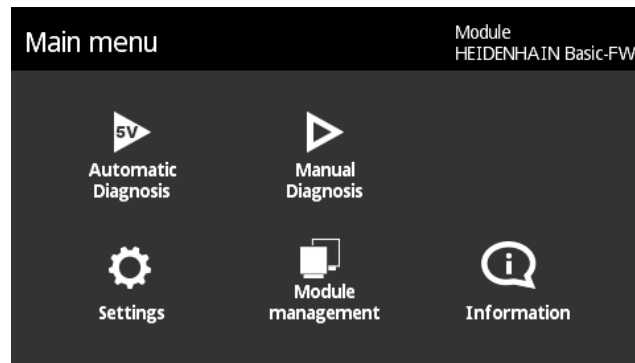 Main menu
Module
HEIDENHAIN Basic-FW
5V
Automatic
Diagnosis
Manual
Diagnosis
Settings
Module
management
Information